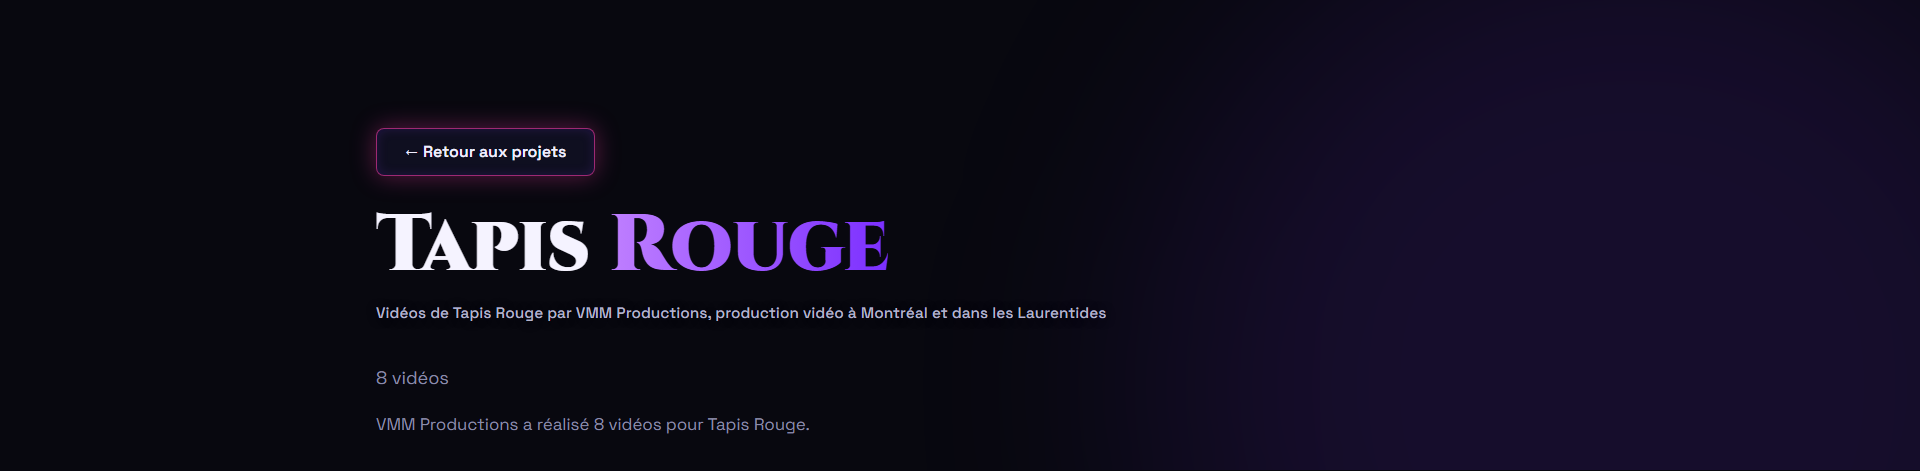 ← Retour aux projets
Tapis Rouge
Vidéos de Tapis Rouge par VMM Productions, production vidéo à Montréal et dans les Laurentides
8 vidéos
VMM Productions a réalisé 8 vidéos pour Tapis Rouge.